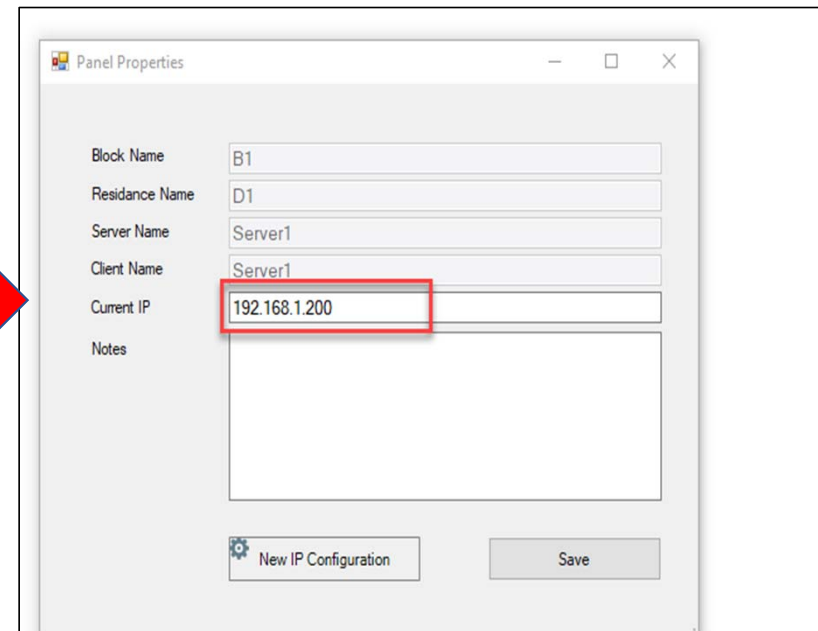 Panel Properties
Block Name B1
Residance Name D1
Server Name Server1
Client Name Server1
Current IP 192.168.1.200
Notes
New IP Configuration Save